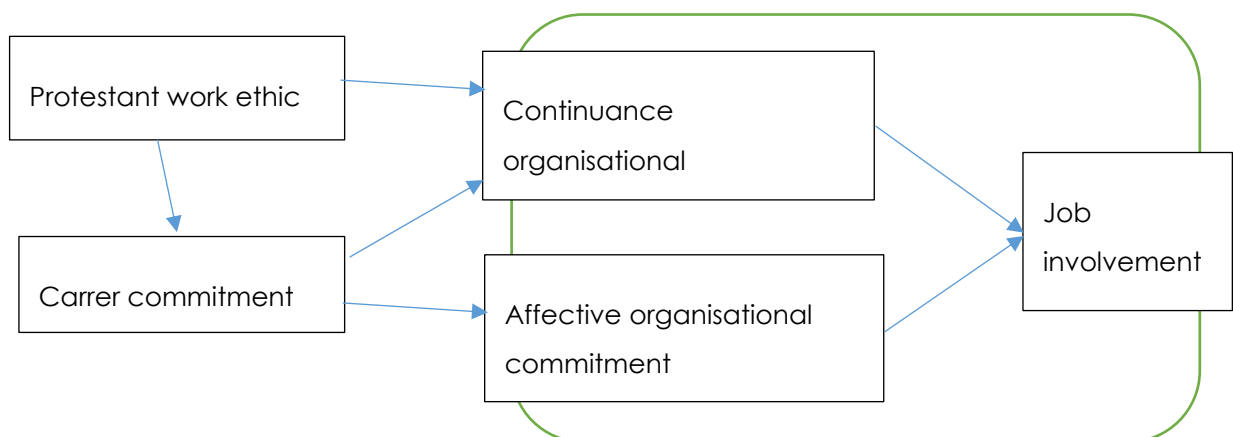 Protestant work ethic
Continuance
organisational
Carrer commitment
Affective organisational
commitment
Job
involvement